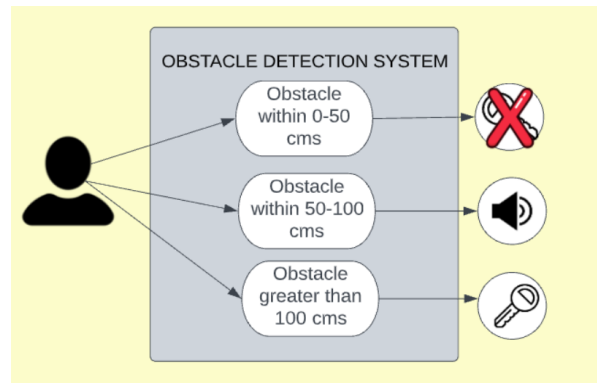 OBSTACLE DETECTION SYSTEM
Obstacle
within 0-50
cms
Obstacle
within 50-100
cms
Obstacle
greater than
100 cms